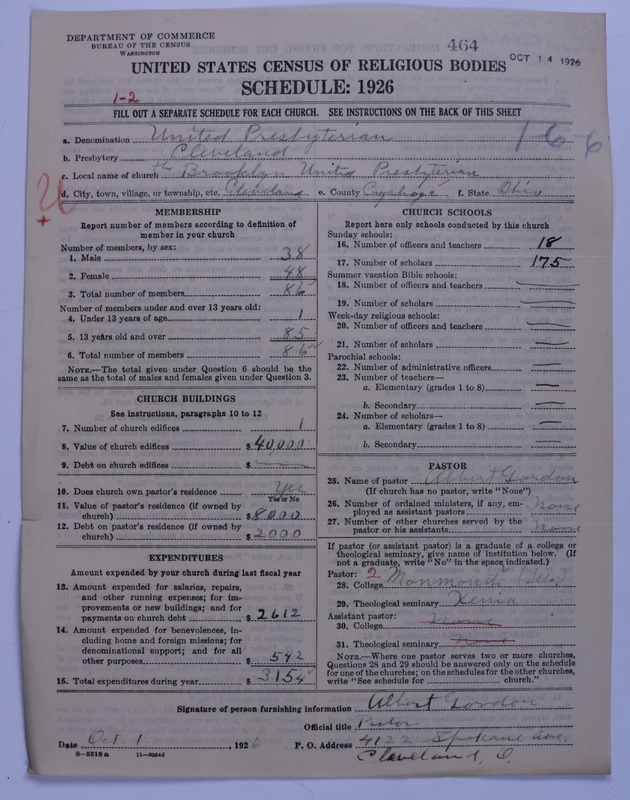 DEPARTMENT OF COMMERCE
BUREAU OF THE CENSUS
WASHINGTON
464
OCT 14 1926
UNITED STATES CENSUS OF RELIGIOUS BODIES
SCHEDULE: 1926
1-2
FILL OUT A SEPARATE SCHEDULE FOR EACH CHURCH. SEE INSTRUCTIONS ON THE BACK OF THIS SHEET
1-6-6
a. Denomination United Presbyterian
b. Presbytery Cleveland
c. Local name of church the Brooklyn United Presbyterian
d. City, town, village, or township, etc. Cleveland e. County Cuyahoga f. State Ohio
U
+
MEMBERSHIP
Report number of members according to definition of
member in your church
Number of members, by sex:
1. Male 38
2. Female 48
3. Total number of members 86
Number of members under and over 13 years old:
4. Under 13 years of age 1
5. 13 years old and over 85
6. Total number of members 86
NOTE.—The total given under Question 6 should be the
same as the total of males and females given under Question 3.
CHURCH BUILDINGS
See instructions, paragraphs 10 to 12
7. Number of church edifices 1
8. Value of church edifices $ 40,000
9. Debt on church edifices $
10. Does church own pastor's residence Yes
Yes or No
11. Value of pastor's residence (if owned by
church) $ 8000
12. Debt on pastor's residence (if owned by
church) $ 2000
EXPENDITURES
Amount expended by your church during last fiscal year
13. Amount expended for salaries, repairs,
and other running expenses; for im-
provements or new buildings; and for
payments on church debt $ 2612
14. Amount expended for benevolences, in-
cluding home and foreign missions; for
denominational support; and for all
other purposes $ 542
15. Total expenditures during year $ 3154
CHURCH SCHOOLS
Report here only schools conducted by this church
Sunday schools:
16. Number of officers and teachers 18
17. Number of scholars 175
Summer vacation Bible schools:
18. Number of officers and teachers
19. Number of scholars
Week-day religious schools:
20. Number of officers and teachers
21. Number of scholars
Parochial schools:
22. Number of administrative officers
23. Number of teachers—
a. Elementary (grades 1 to 8)
b. Secondary
24. Number of scholars—
a. Elementary (grades 1 to 8)
b. Secondary
PASTOR
25. Name of pastor Albert Gordon
(If church has no pastor, write "None")
26. Number of ordained ministers, if any, em-
ployed as assistant pastors None
27. Number of other churches served by the
pastor or his assistants None
If pastor (or assistant pastor) is a graduate of a college or
theological seminary, give name of institution below. (If
not a graduate, write "No" in the space indicated.)
Pastor: 2
28. College Monmouth (Ill.)
29. Theological seminary Xenia
Assistant pastor:
30. College None
31. Theological seminary None
NOTE.—Where one pastor serves two or more churches,
Questions 28 and 29 should be answered only on the schedule
for one of the churches; on the schedules for the other churches,
write "See schedule for church."
Signature of person furnishing information Albert Gordon
Official title Pastor
Date Oct 1, 1926 P. O. Address 4122 Spokane Ave.
Cleveland, O.
8-5518 a 11-9034d